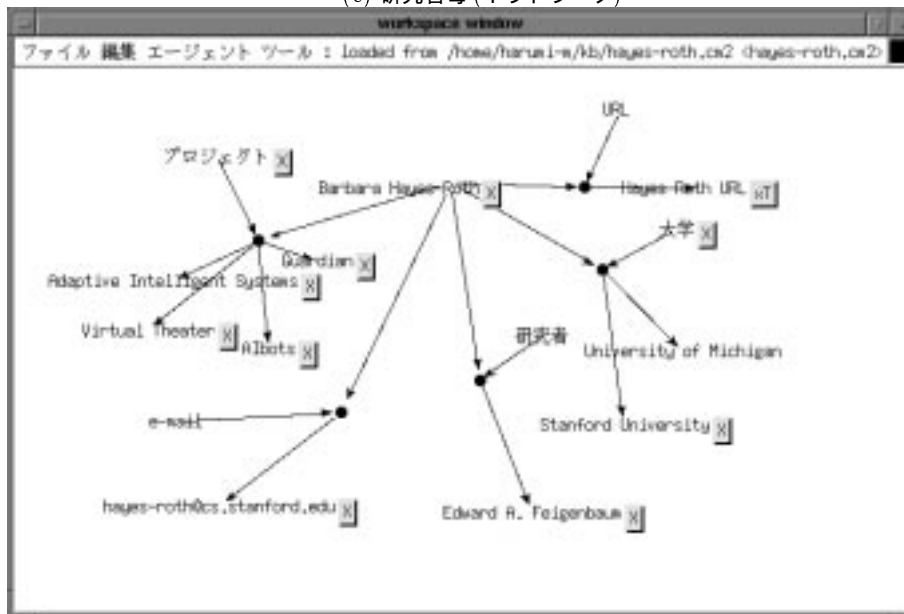 workspace window
ファイル 編集 エージェント ツール : loaded from /home/harumi-m/kb/hayes-roth.cm2 <hayes-roth.cm2>
URL
プロジェクト X
Barbara Hayes-Roth X
Hayes-Roth URL xT
大学 X
Guardian X
Adaptive Intelligent Systems X
Virtual Theater X
AIbots X
研究者
University of Michigan
e-mail
Stanford University X
hayes-roth@cs.stanford.edu X
Edward A. Feigenbaum X